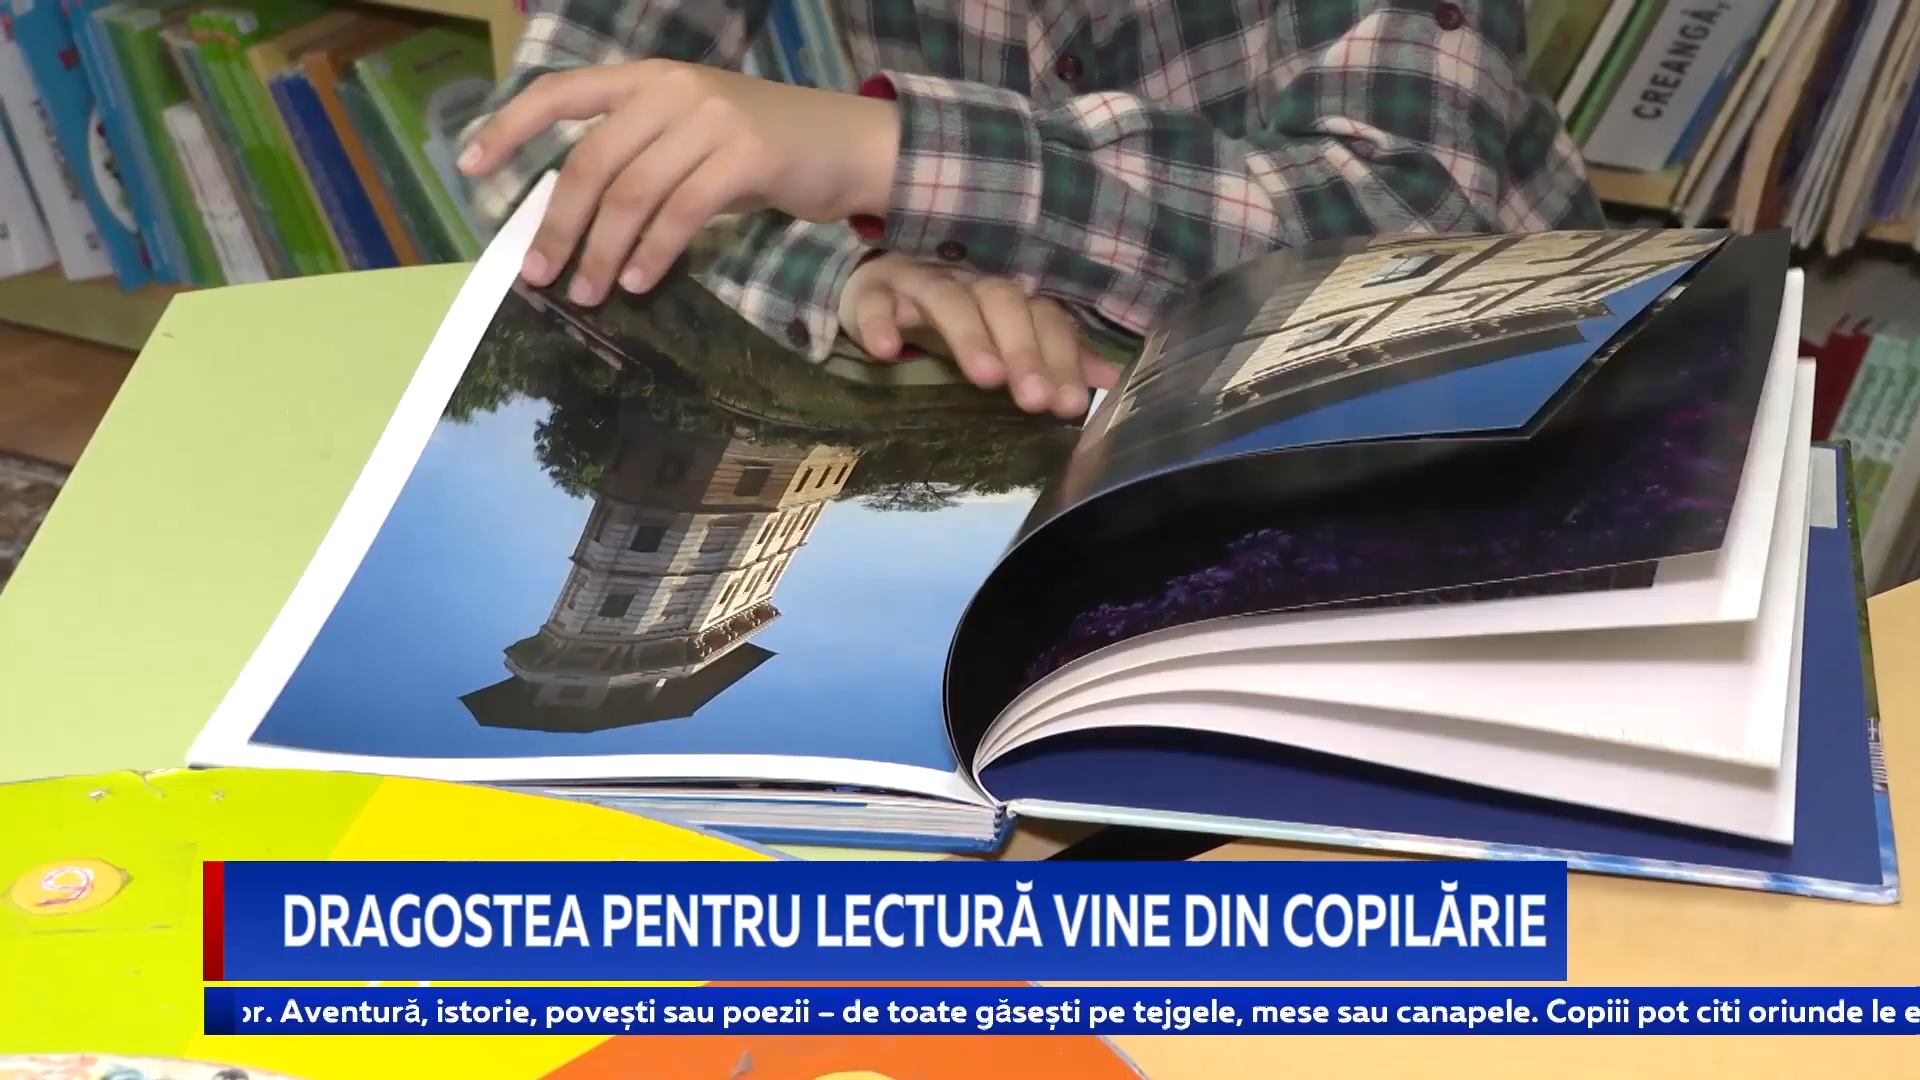 CREANGĂ,
DRAGOSTEA PENTRU LECTURĂ VINE DIN COPILĂRIE
or. Aventură, istorie, povești sau poezii – de toate găsești pe tejgele, mese sau canapele. Copiii pot citi oriunde le e